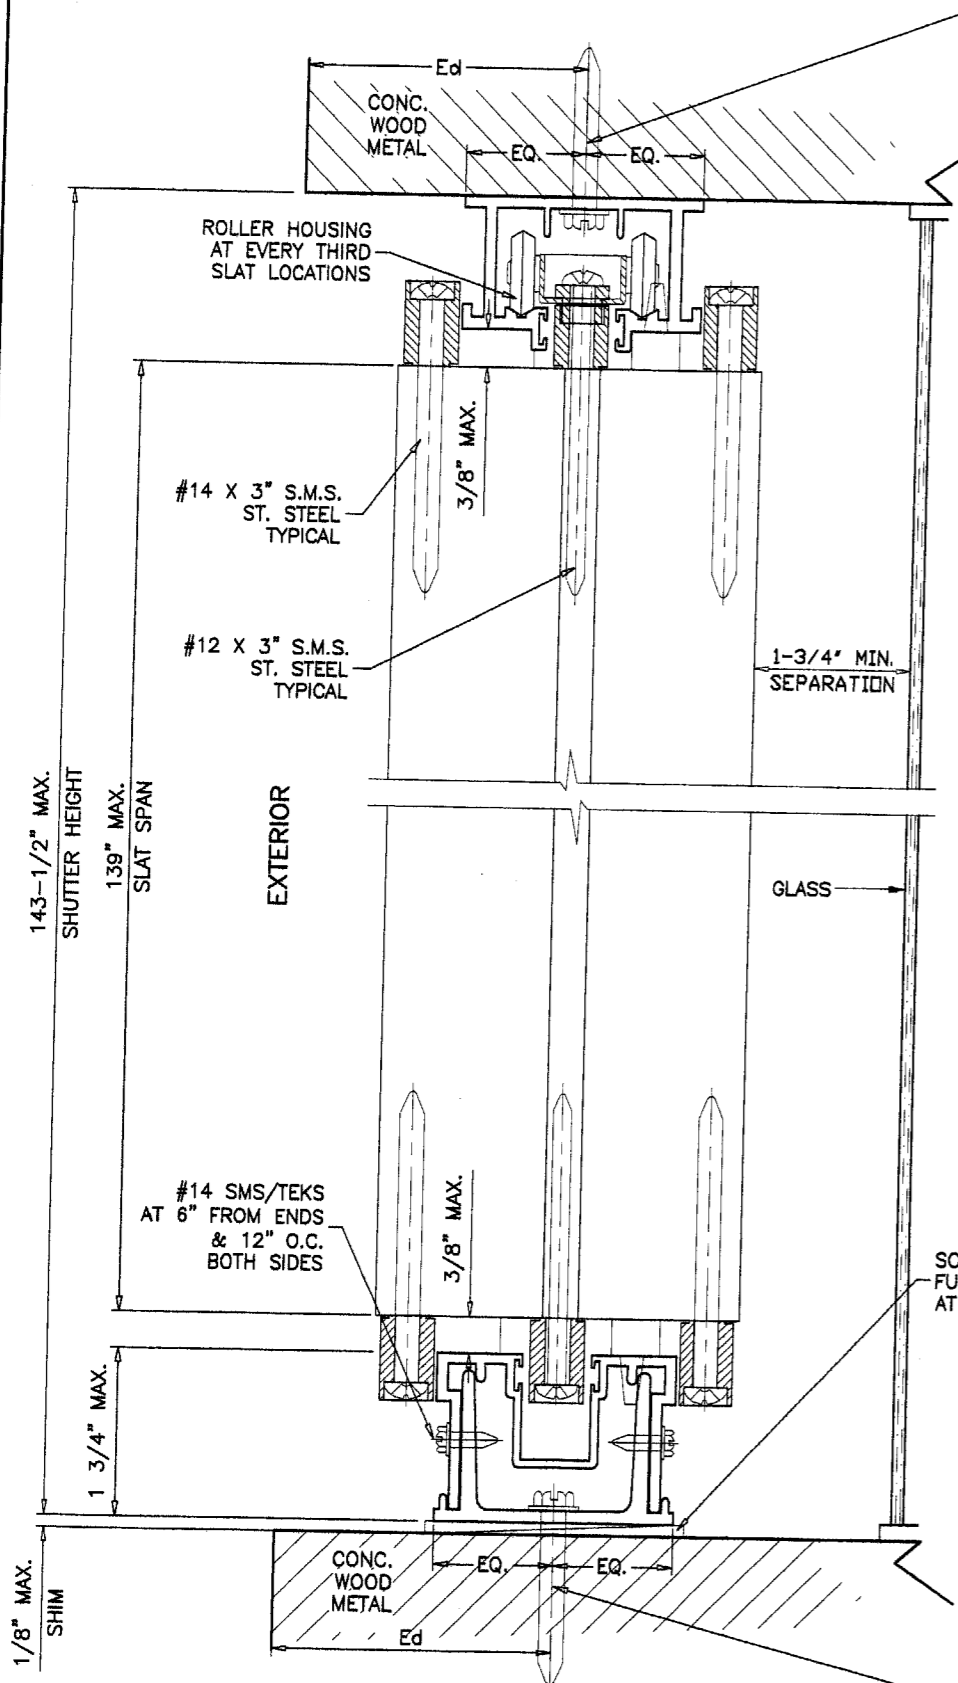 Ed
CONC.
WOOD
METAL
EQ.
EQ.
ROLLER HOUSING
AT EVERY THIRD
SLAT LOCATIONS
3/8" MAX.
#14 X 3" S.M.S.
ST. STEEL
TYPICAL
#12 X 3" S.M.S.
ST. STEEL
TYPICAL
1-3/4" MIN.
SEPARATION
143-1/2" MAX.
SHUTTER HEIGHT
139" MAX.
SLAT SPAN
EXTERIOR
GLASS
#14 SMS/TEKS
AT 6" FROM ENDS
& 12" O.C.
BOTH SIDES
3/8" MAX.
SO
FU
AT
1 3/4" MAX.
1/8" MAX.
SHIM
CONC.
WOOD
METAL
EQ.
EQ.
Ed